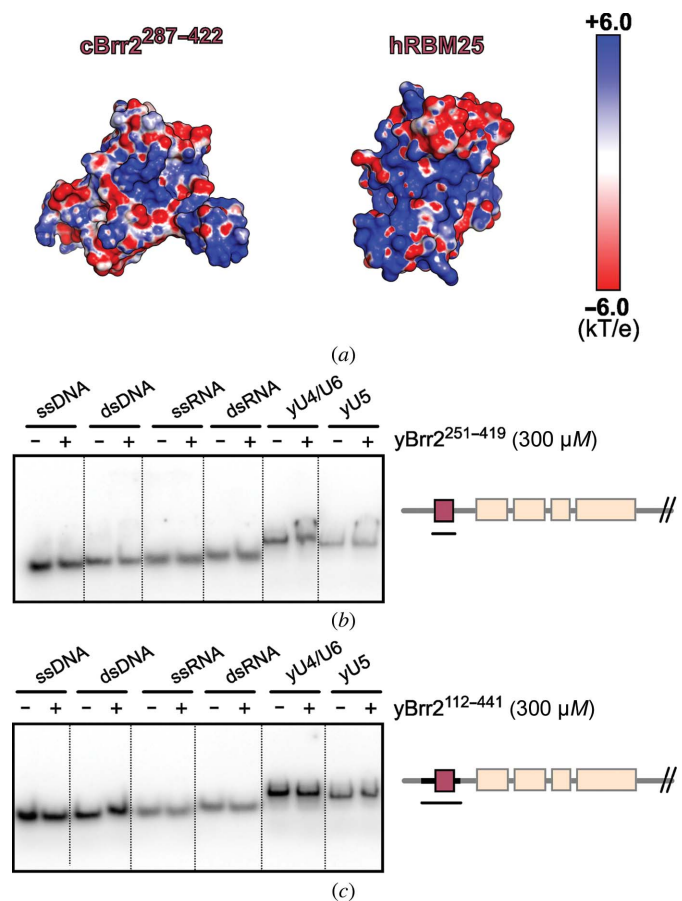 cBrr2²⁸⁷⁻⁴²²
hRBM25
+6.0
−6.0
(kT/e)
(a)
ssDNA dsDNA ssRNA dsRNA yU4/U6 yU5
− + − + − + − + − + − +
yBrr2²⁵¹⁻⁴¹⁹ (300 µM)
(b)
ssDNA dsDNA ssRNA dsRNA yU4/U6 yU5
− + − + − + − + − + − +
yBrr2¹¹²⁻⁴⁴¹ (300 µM)
(c)